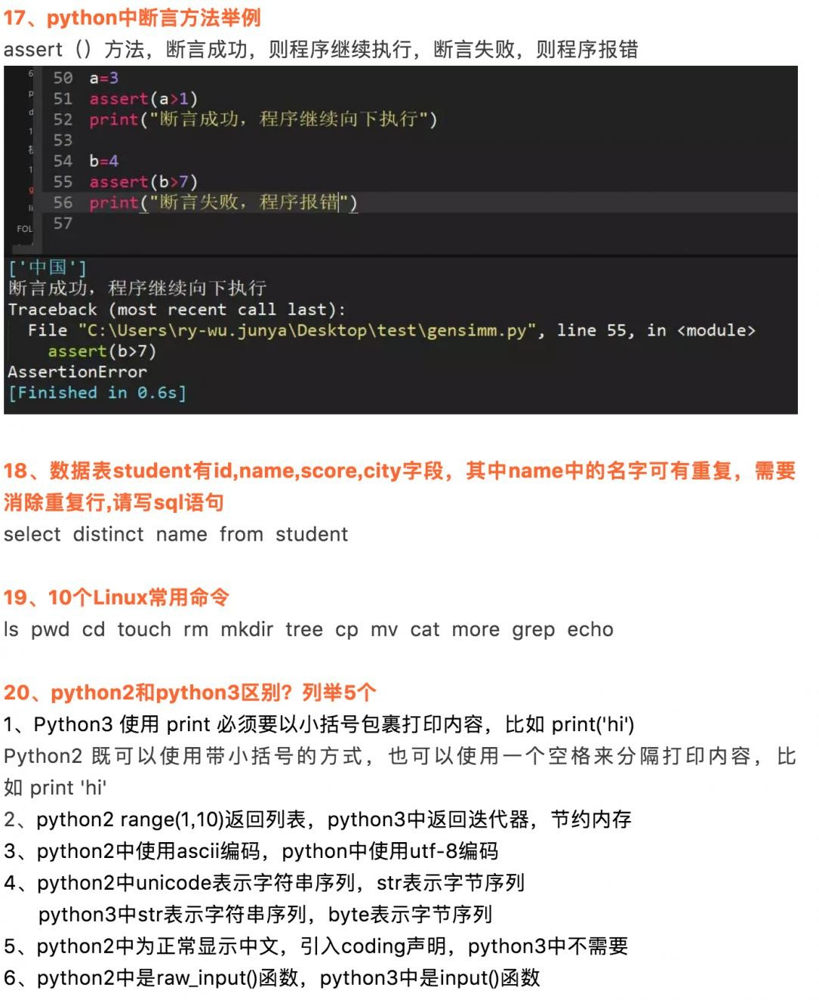 17、python中断言方法举例
assert（）方法，断言成功，则程序继续执行，断言失败，则程序报错
50 a=3
51 assert(a>1)
52 print("断言成功，程序继续向下执行")
53
54 b=4
55 assert(b>7)
56 print("断言失败，程序报错")
57
FOL
['中国']
断言成功，程序继续向下执行
Traceback (most recent call last):
File "C:\Users\ry-wu.junya\Desktop\test\gensimm.py", line 55, in <module>
assert(b>7)
AssertionError
[Finished in 0.6s]
18、数据表student有id,name,score,city字段，其中name中的名字可有重复，需要
消除重复行,请写sql语句
select distinct name from student
19、10个Linux常用命令
ls pwd cd touch rm mkdir tree cp mv cat more grep echo
20、python2和python3区别？列举5个
1、Python3 使用 print 必须要以小括号包裹打印内容，比如 print('hi')
Python2 既可以使用带小括号的方式，也可以使用一个空格来分隔打印内容，比
如 print 'hi'
2、python2 range(1,10)返回列表，python3中返回迭代器，节约内存
3、python2中使用ascii编码，python中使用utf-8编码
4、python2中unicode表示字符串序列，str表示字节序列
python3中str表示字符串序列，byte表示字节序列
5、python2中为正常显示中文，引入coding声明，python3中不需要
6、python2中是raw_input()函数，python3中是input()函数